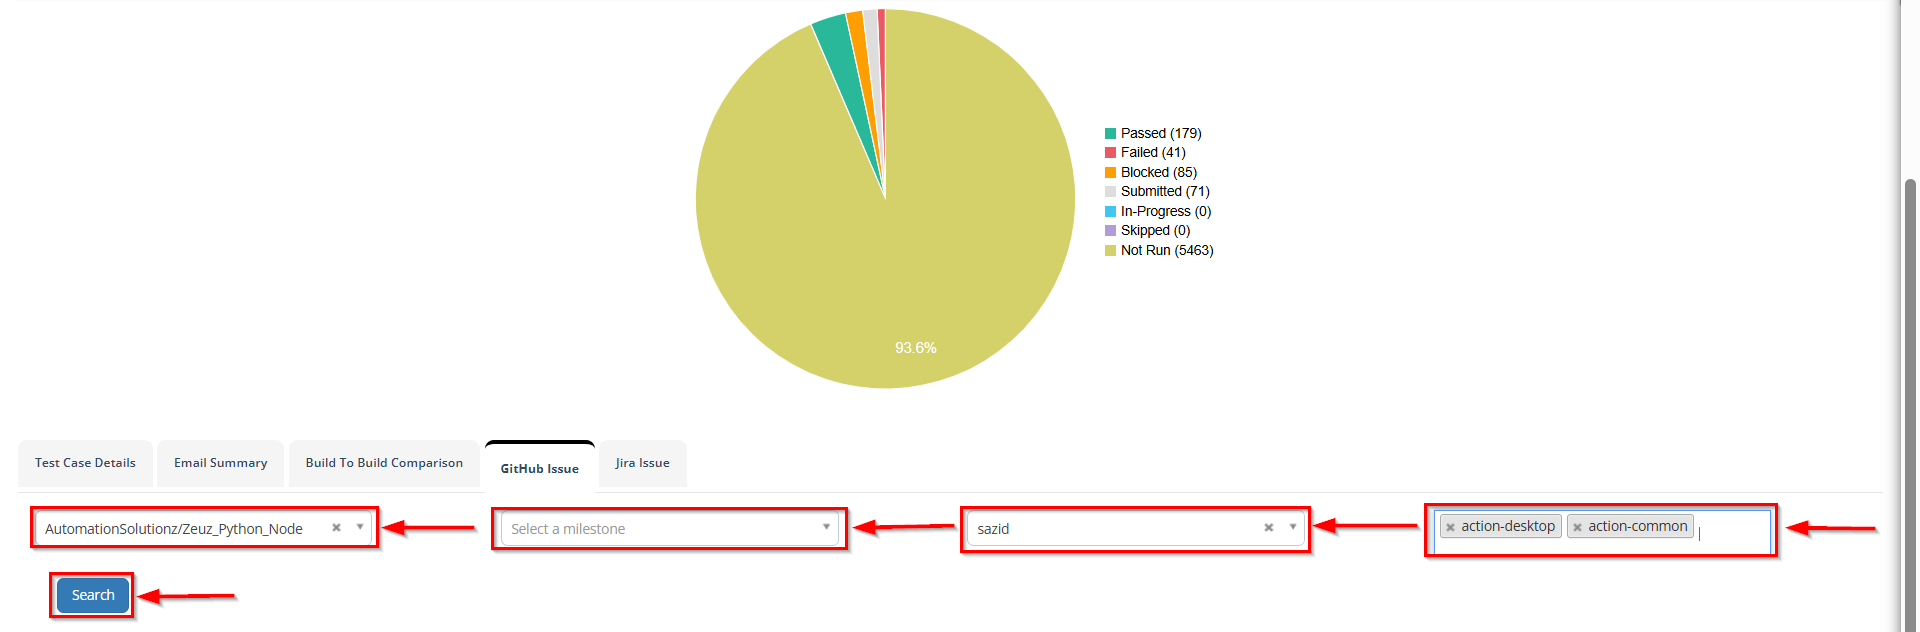 Passed (179)
Failed (41)
Blocked (85)
Submitted (71)
In-Progress (0)
Skipped (0)
Not Run (5463)
93.6%
Test Case Details
Email Summary
Build To Build Comparison
GitHub Issue
Jira Issue
AutomationSolutionz/Zeuz_Python_Node
Select a milestone
sazid
action-desktop
action-common
Search